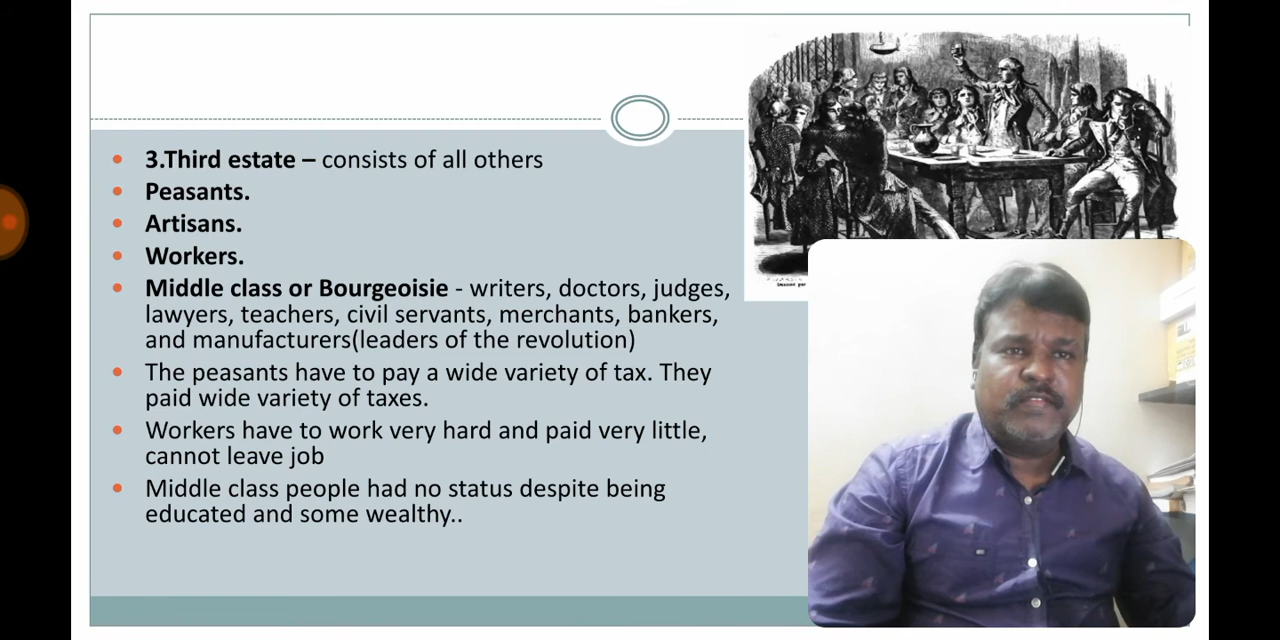 3.Third estate – consists of all others
Peasants.
Artisans.
Workers.
Middle class or Bourgeoisie - writers, doctors, judges,
lawyers, teachers, civil servants, merchants, bankers,
and manufacturers(leaders of the revolution)
The peasants have to pay a wide variety of tax. They
paid wide variety of taxes.
Workers have to work very hard and paid very little,
cannot leave job
Middle class people had no status despite being
educated and some wealthy..